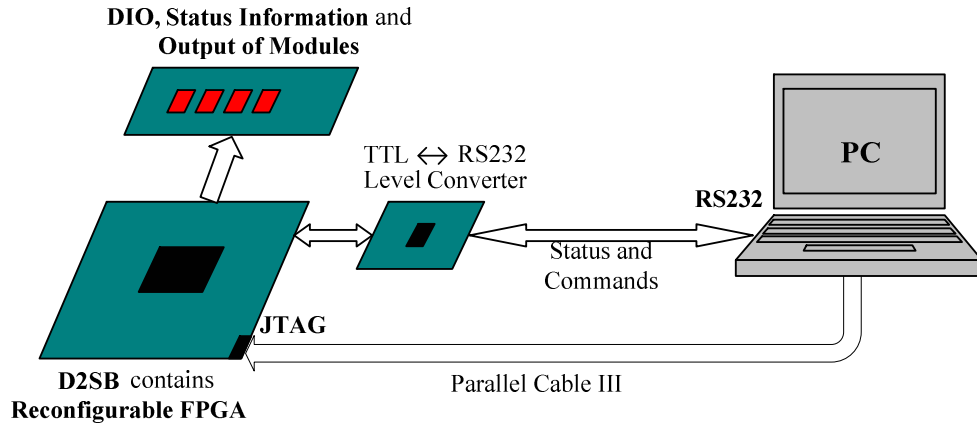 DIO, Status Information and
Output of Modules
TTL ↔ RS232
Level Converter
PC
RS232
Status and
Commands
JTAG
D2SB contains
Reconfigurable FPGA
Parallel Cable III